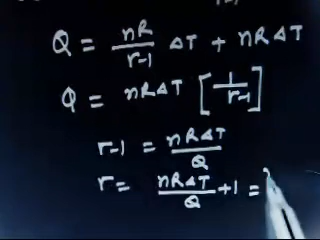 Q = nR/r-1 ΔT + nRΔT
Q = nRΔT [1/r-1]
r-1 = nRΔT/Q
r = nRΔT/Q +1 =